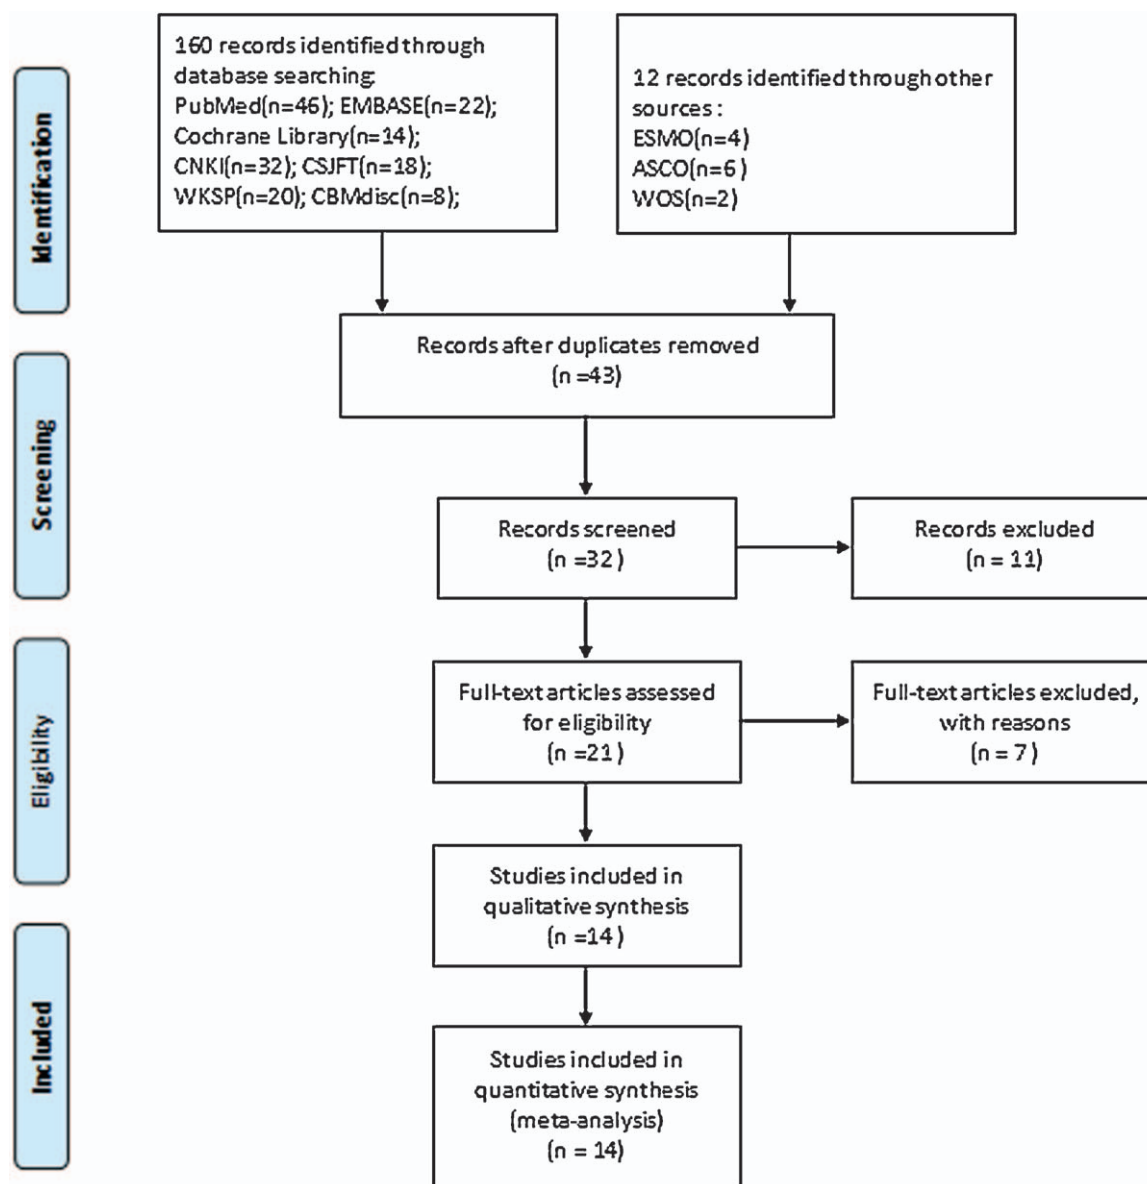 160 records identified through
database searching:
PubMed(n=46); EMBASE(n=22);
Cochrane Library(n=14);
CNKI(n=32); CSJFT(n=18);
WKSP(n=20); CBMdisc(n=8);
12 records identified through other
sources :
ESMO(n=4)
ASCO(n=6)
WOS(n=2)
Identification
Records after duplicates removed
(n =43)
Screening
Records screened
(n =32)
Records excluded
(n = 11)
Eligibility
Full-text articles assessed
for eligibility
(n =21)
Full-text articles excluded,
with reasons
(n = 7)
Studies included in
qualitative synthesis
(n =14)
Included
Studies included in
quantitative synthesis
(meta-analysis)
(n = 14)